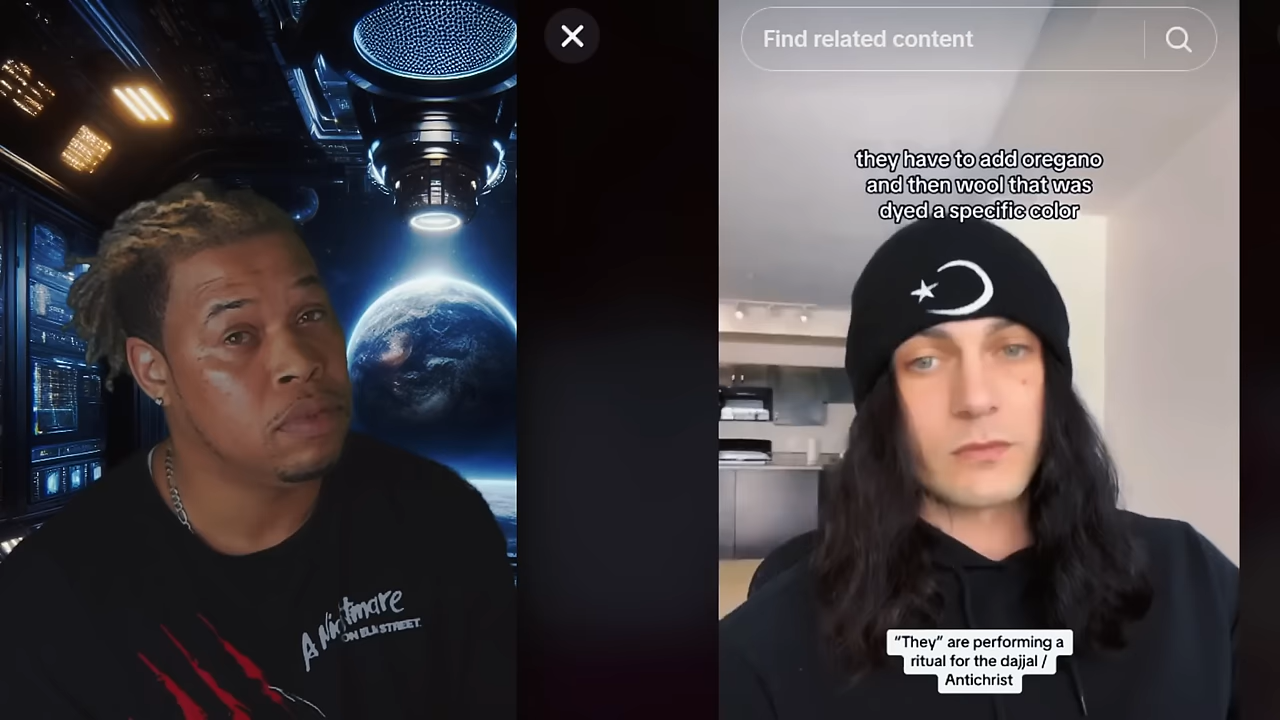 A Nightmare
ON ELM STREET
Find related content
they have to add oregano
and then wool that was
dyed a specific color
"They" are performing a
ritual for the dajjal /
Antichrist